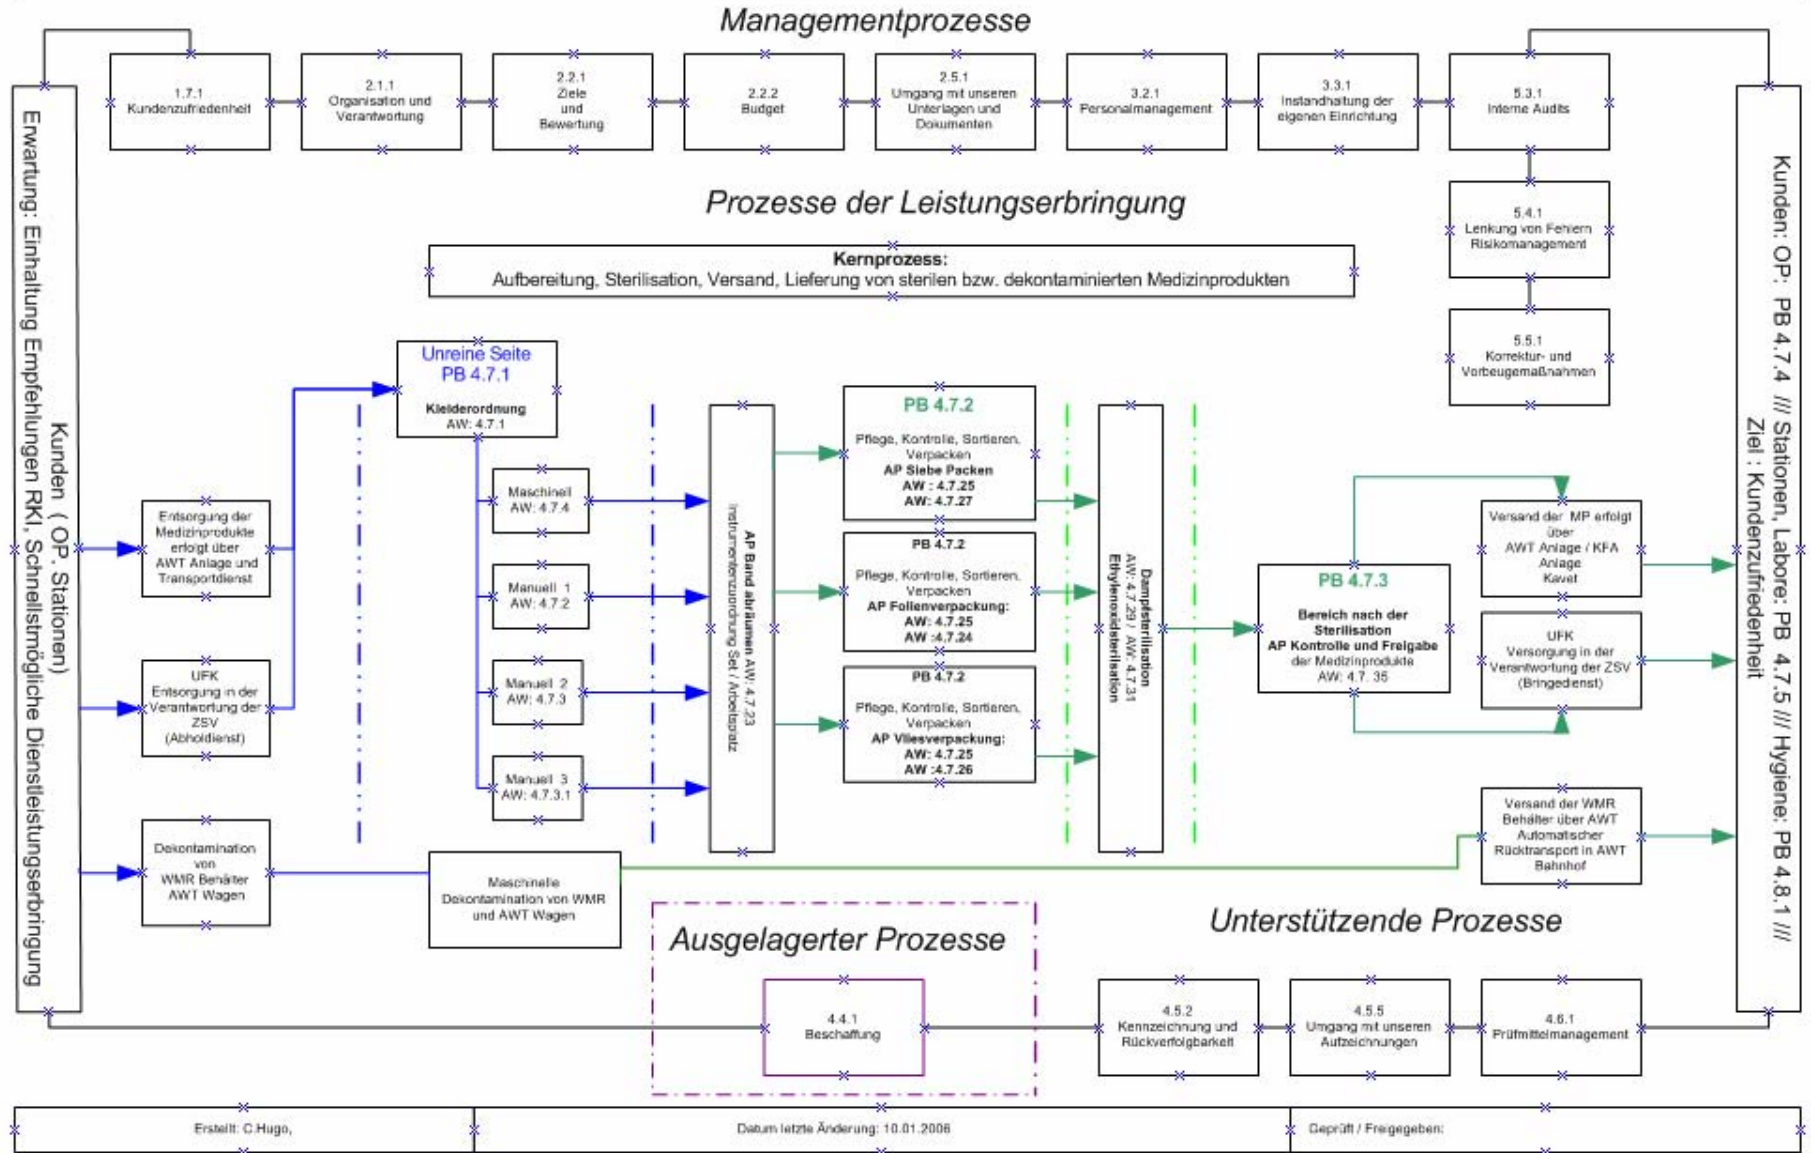 Managementprozesse
1.7.1
Kundenzufriedenheit
2.1.1
Organisation und
Verantwortung
2.2.1
Ziele
und
Bewertung
2.2.2
Budget
2.5.1
Umgang mit unseren
Unterlagen und
Dokumenten
3.2.1
Personalmanagement
3.3.1
Instandhaltung der
eigenen Einrichtung
5.3.1
Interne Audits
5.4.1
Lenkung von Fehlern
Risikomanagement
5.5.1
Korrektur- und
Vorbeugemaßnahmen
Prozesse der Leistungserbringung
Kernprozess:
Aufbereitung, Sterilisation, Versand, Lieferung von sterilen bzw. dekontaminierten Medizinprodukten
Kunden ( OP. Stationen)
Erwartung: Einhaltung Empfehlungen RKI, Schnellstmögliche Dienstleistungserbringung
Entsorgung der
Medizinprodukte
erfolgt über
AWT Anlage und
Transportdienst
UFK
Entsorgung in der
Verantwortung der
ZSV
(Abholdienst)
Dekontamination
von
WMR Behälter
AWT Wagen
Unreine Seite
PB 4.7.1
Kleiderordnung
AW: 4.7.1
Maschinell
AW: 4.7.4
Manuell 1
AW: 4.7.2
Manuell 2
AW: 4.7.3
Manuell 3
AW: 4.7.3.1
Maschinelle
Dekontamination von WMR
und AWT Wagen
AP Band abräumen AW: 4.7.23
Instrumentenzuordnung Set / Arbeitsplatz
PB 4.7.2
Pflege, Kontrolle, Sortieren,
Verpacken
AP Siebe Packen
AW : 4.7.25
AW: 4.7.27
PB 4.7.2
Pflege, Kontrolle, Sortieren,
Verpacken
AP Folienverpackung:
AW: 4.7.25
AW :4.7.24
PB 4.7.2
Pflege, Kontrolle, Sortieren,
Verpacken
AP Vliesverpackung:
AW: 4.7.25
AW :4.7.26
Dampfsterilisation
AW: 4.7.29 / AW: 4.7.31
Ethylenoxidsterilisation
PB 4.7.3
Bereich nach der
Sterilisation
AP Kontrolle und Freigabe
der Medizinprodukte
AW: 4.7. 35
Versand der MP erfolgt
über
AWT Anlage / KFA
Anlage
Kavet
UFK
Versorgung in der
Verantwortung der ZSV
(Bringedienst)
Versand der WMR
Behälter über AWT
Automatischer
Rücktransport in AWT
Bahnhof
Kunden: OP: PB 4.7.4 /// Stationen, Labore: PB 4.7.5 /// Hygiene: PB 4.8.1 ///
Ziel : Kundenzufriedenheit
Ausgelagerter Prozesse
4.4.1
Beschaffung
Unterstützende Prozesse
4.5.2
Kennzeichnung und
Rückverfolgbarkeit
4.5.5
Umgang mit unseren
Aufzeichnungen
4.6.1
Prüfmittelmanagement
Erstellt: C.Hugo,
Datum letzte Änderung: 10.01.2006
Geprüft / Freigegeben: